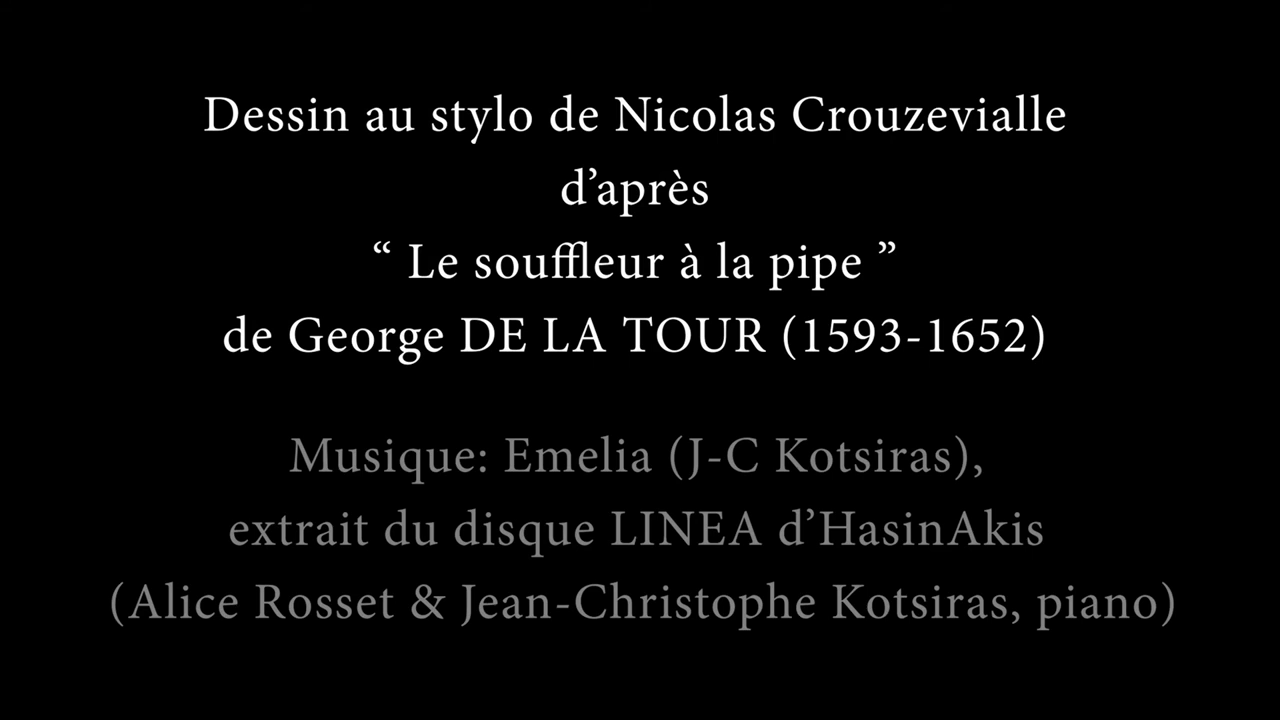 Dessin au stylo de Nicolas Crouzevialle
d’après
“ Le souffleur à la pipe ”
de George DE LA TOUR (1593-1652)
Musique: Emelia (J-C Kotsiras),
extrait du disque LINEA d’HasinAkis
(Alice Rosset & Jean-Christophe Kotsiras, piano)